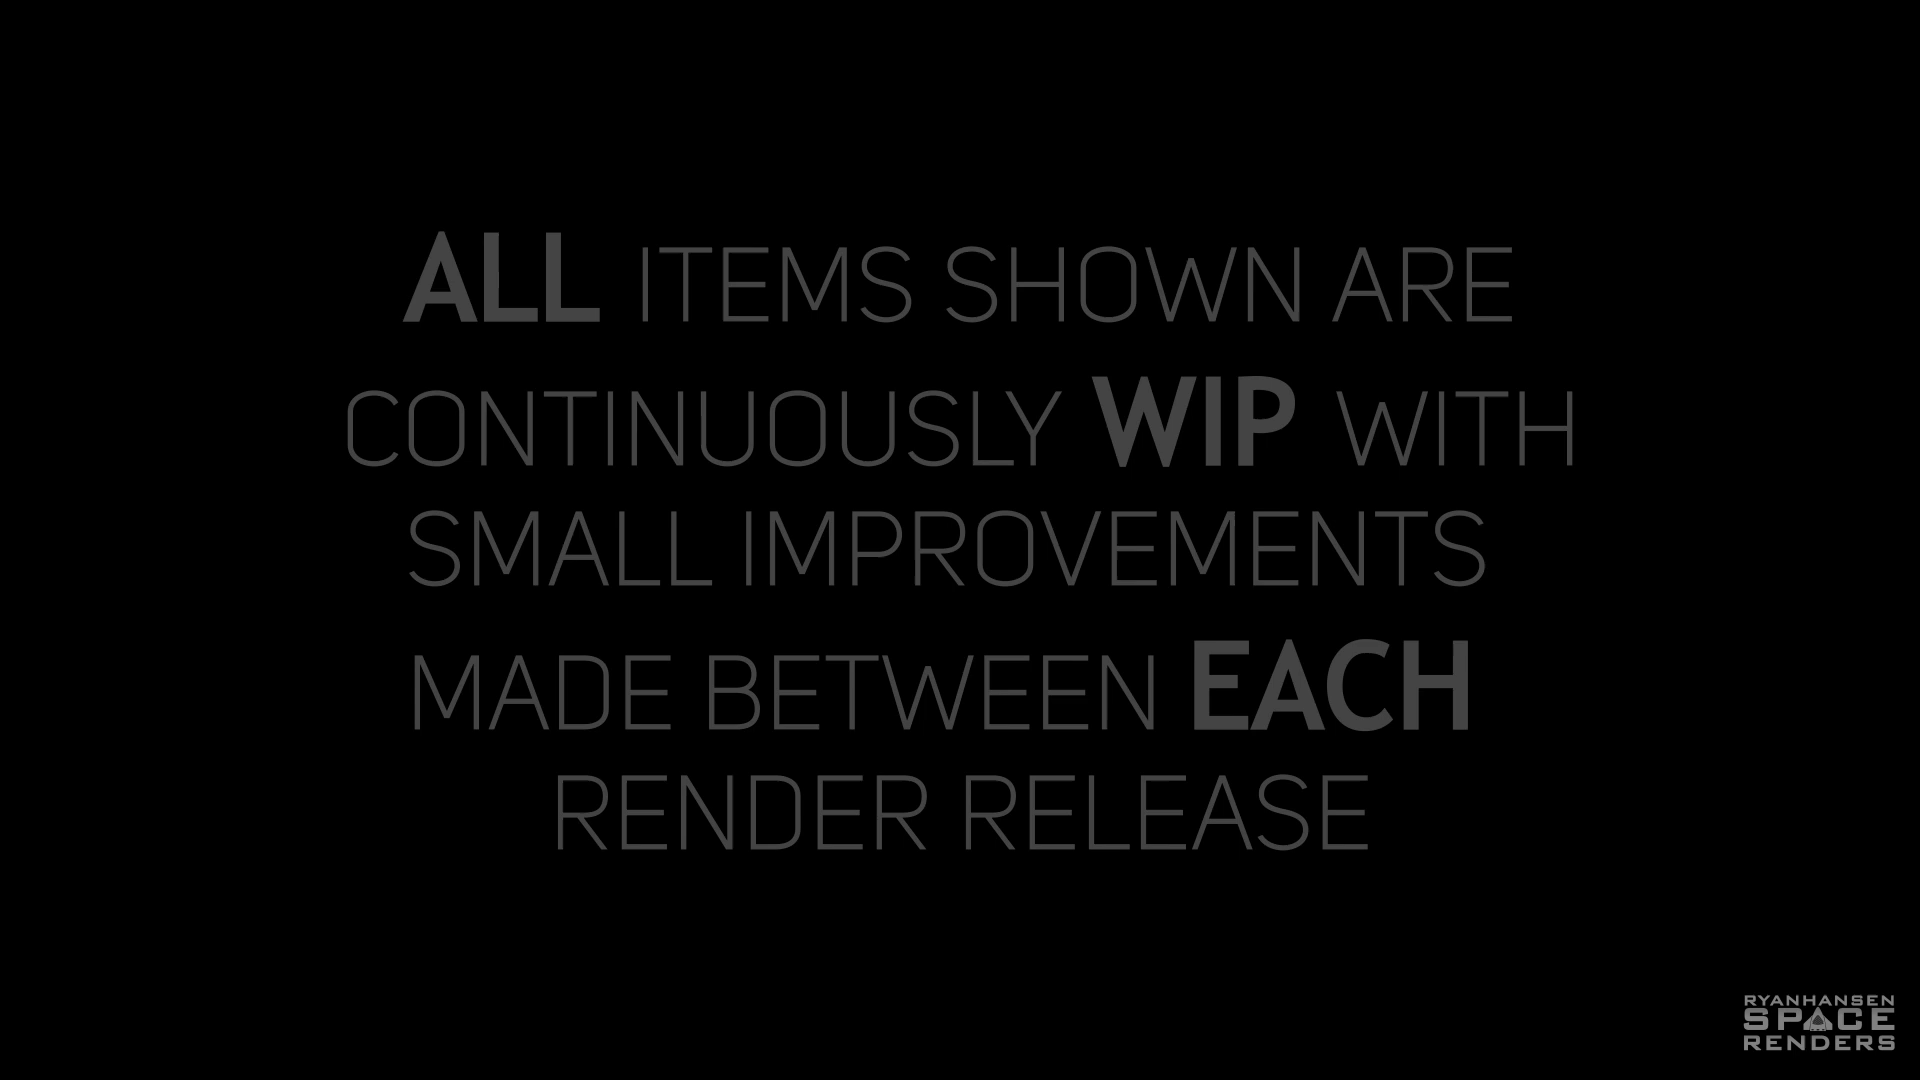 ALL ITEMS SHOWN ARE
CONTINUOUSLY WIP WITH
SMALL IMPROVEMENTS
MADE BETWEEN EACH
RENDER RELEASE
RYANHANSEN
SPACE
RENDERS